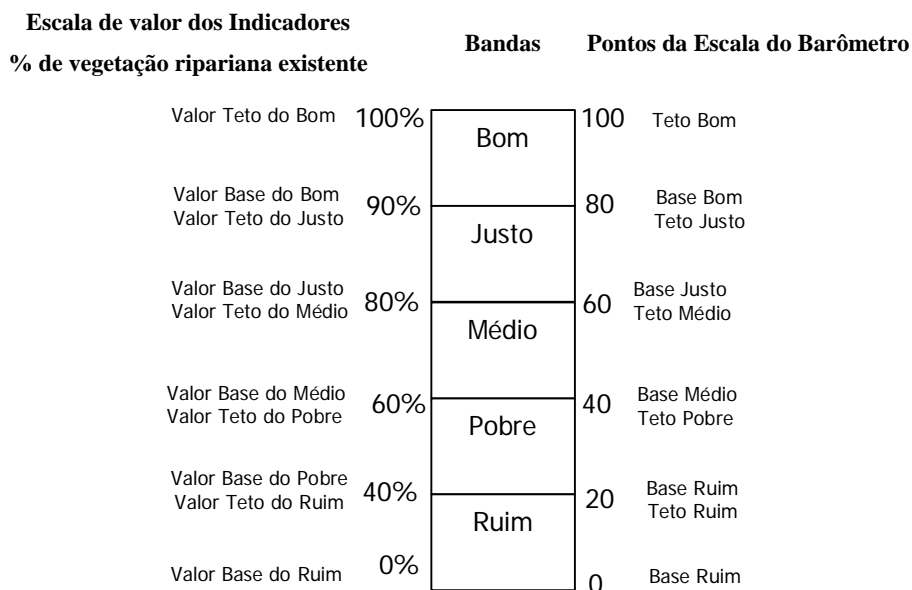 Escala de valor dos Indicadores
% de vegetação ripariana existente
Bandas
Pontos da Escala do Barômetro
Valor Teto do Bom
100%
Bom
100
Teto Bom
Valor Base do Bom
Valor Teto do Justo
90%
80
Base Bom
Teto Justo
Justo
Valor Base do Justo
Valor Teto do Médio
80%
60
Base Justo
Teto Médio
Médio
Valor Base do Médio
Valor Teto do Pobre
60%
40
Base Médio
Teto Pobre
Pobre
Valor Base do Pobre
Valor Teto do Ruim
40%
20
Base Ruim
Teto Ruim
Ruim
Valor Base do Ruim
0%
0
Base Ruim